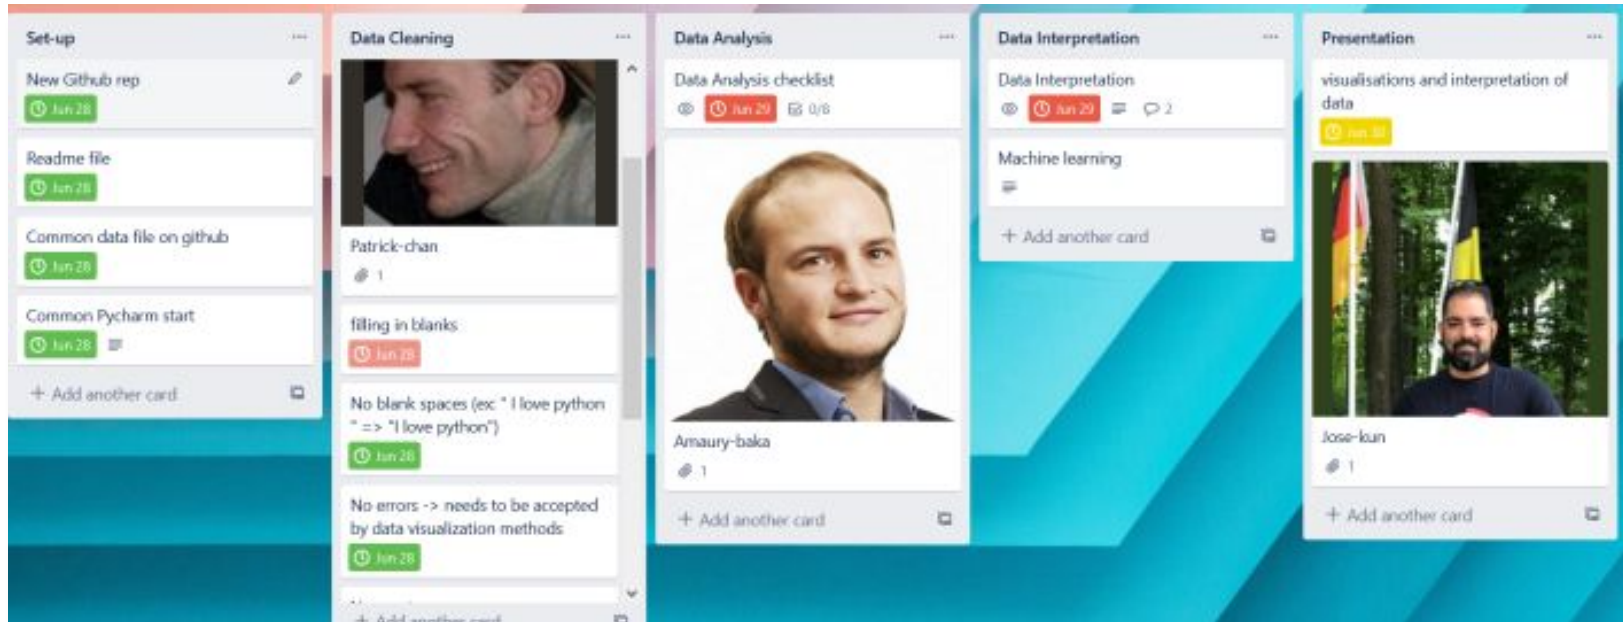 Set-up
New Github rep
Jun 28
Readme file
Jun 28
Common data file on github
Jun 28
Common Pycharm start
Jun 28
+ Add another card
Data Cleaning
Patrick-chan
1
filling in blanks
Jun 28
No blank spaces (ex: " I love python
" => "I love python")
Jun 28
No errors -> needs to be accepted
by data visualization methods
Jun 28
+ Add another card
Data Analysis
Data Analysis checklist
Jun 29 0/8
Amaury-baka
1
+ Add another card
Data Interpretation
Data Interpretation
Jun 29 2
Machine learning
+ Add another card
Presentation
visualisations and interpretation of
data
Jun 30
Jose-kun
1
+ Add another card